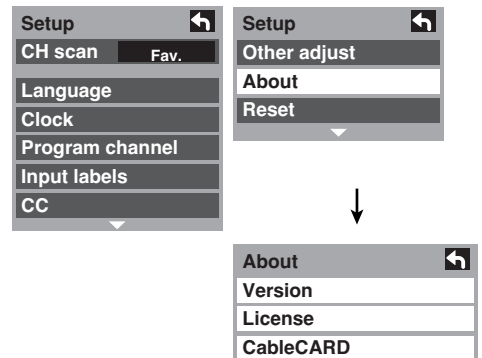 Setup
CH scan Fav.
Language
Clock
Program channel
Input labels
CC
Setup
Other adjust
About
Reset
About
Version
License
CableCARD